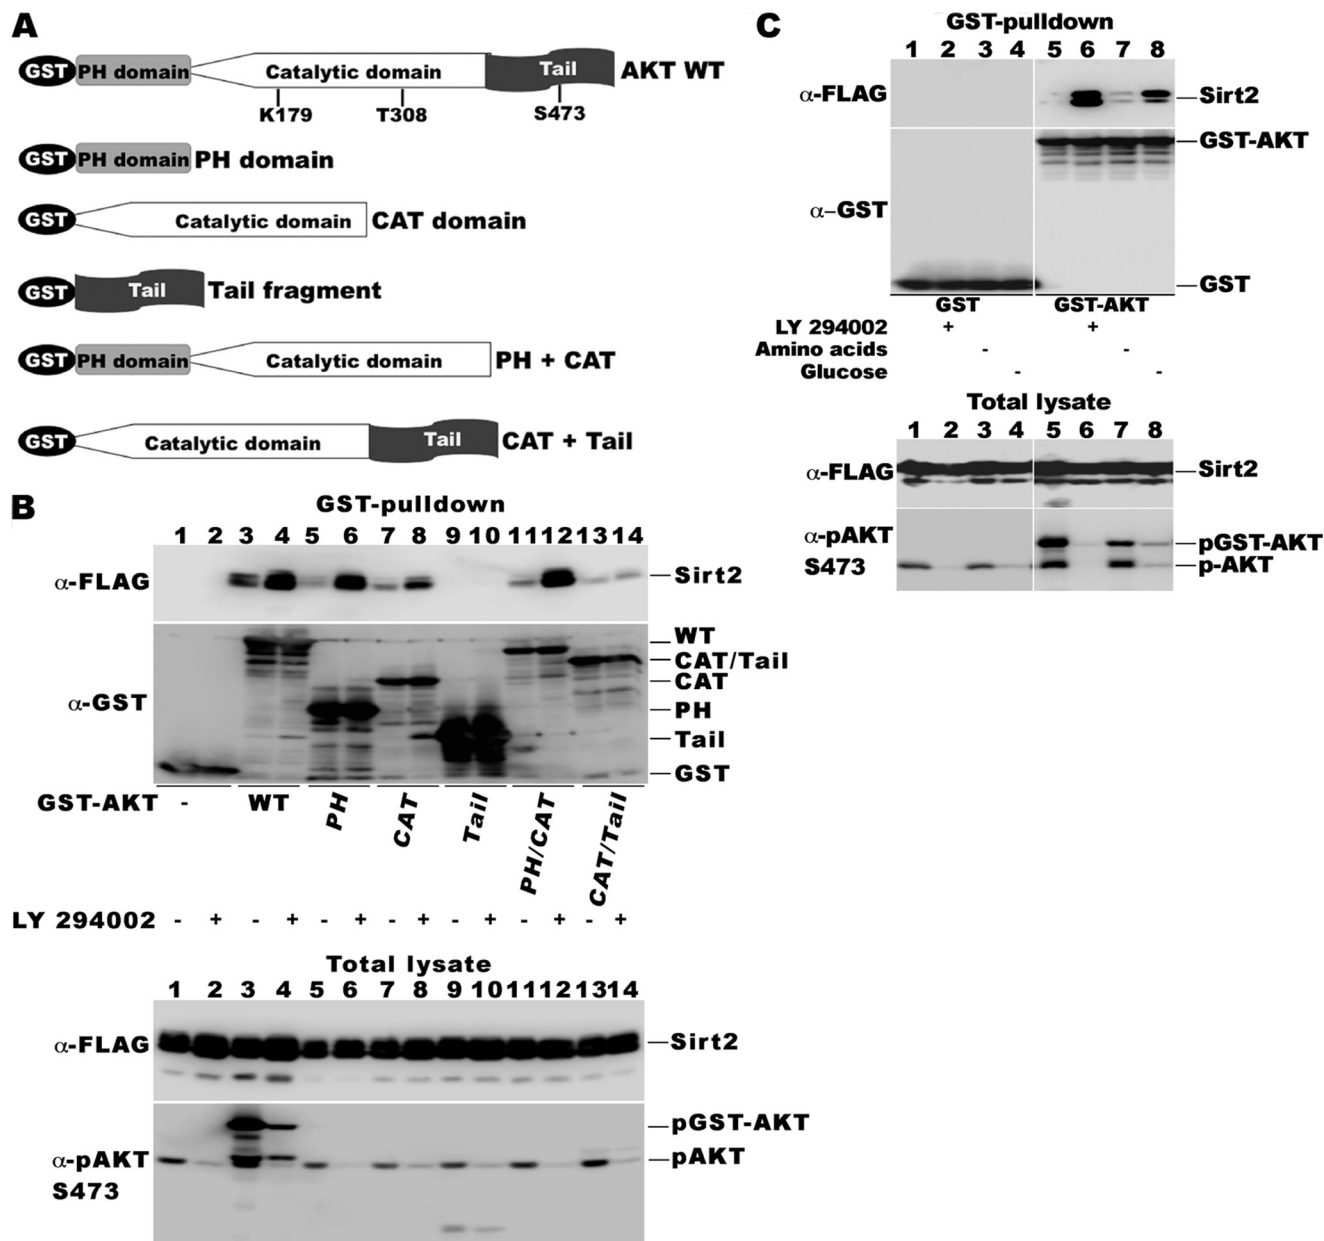 A
GST PH domain Catalytic domain Tail AKT WT
K179 T308 S473
GST PH domain PH domain
GST Catalytic domain CAT domain
GST Tail Tail fragment
GST PH domain Catalytic domain PH + CAT
GST Catalytic domain Tail CAT + Tail
B
GST-pulldown
1 2 3 4 5 6 7 8 9 10 11 12 13 14
α-FLAG Sirt2
WT
CAT/Tail
CAT
α-GST PH
Tail
GST
GST-AKT - WT PH CAT Tail PH/CAT CAT/Tail
LY 294002 - + - + - + - + - + - + - +
Total lysate
1 2 3 4 5 6 7 8 9 10 11 12 13 14
α-FLAG Sirt2
pGST-AKT
α-pAKT pAKT
S473
C
GST-pulldown
1 2 3 4 5 6 7 8
α-FLAG Sirt2
GST-AKT
α-GST
GST
GST GST-AKT
LY 294002 + +
Amino acids - -
Glucose - -
Total lysate
1 2 3 4 5 6 7 8
α-FLAG Sirt2
α-pAKT pGST-AKT
S473 p-AKT